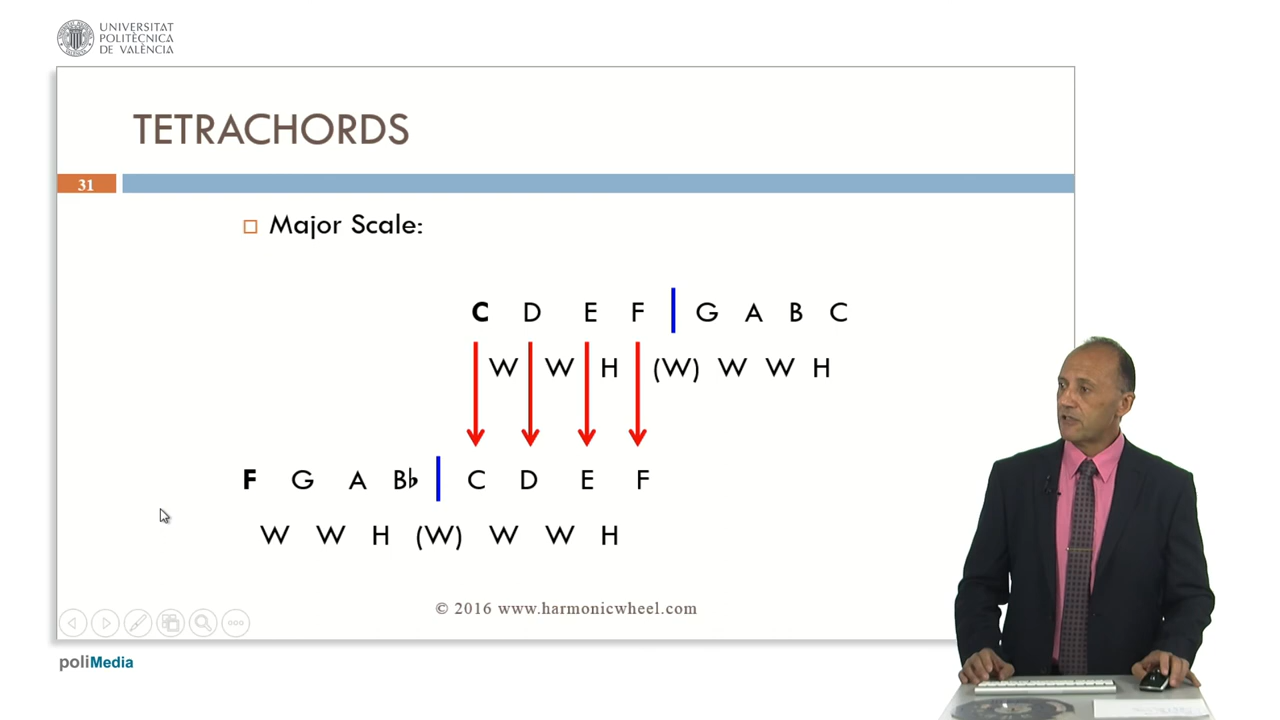 UNIVERSITAT
POLITÈCNICA
DE VALÈNCIA
TETRACHORDS
31
Major Scale:
C D E F G A B C
W W H (W) W W H
F G A B♭ C D E F
W W H (W) W W H
© 2016 www.harmonicwheel.com
poliMedia